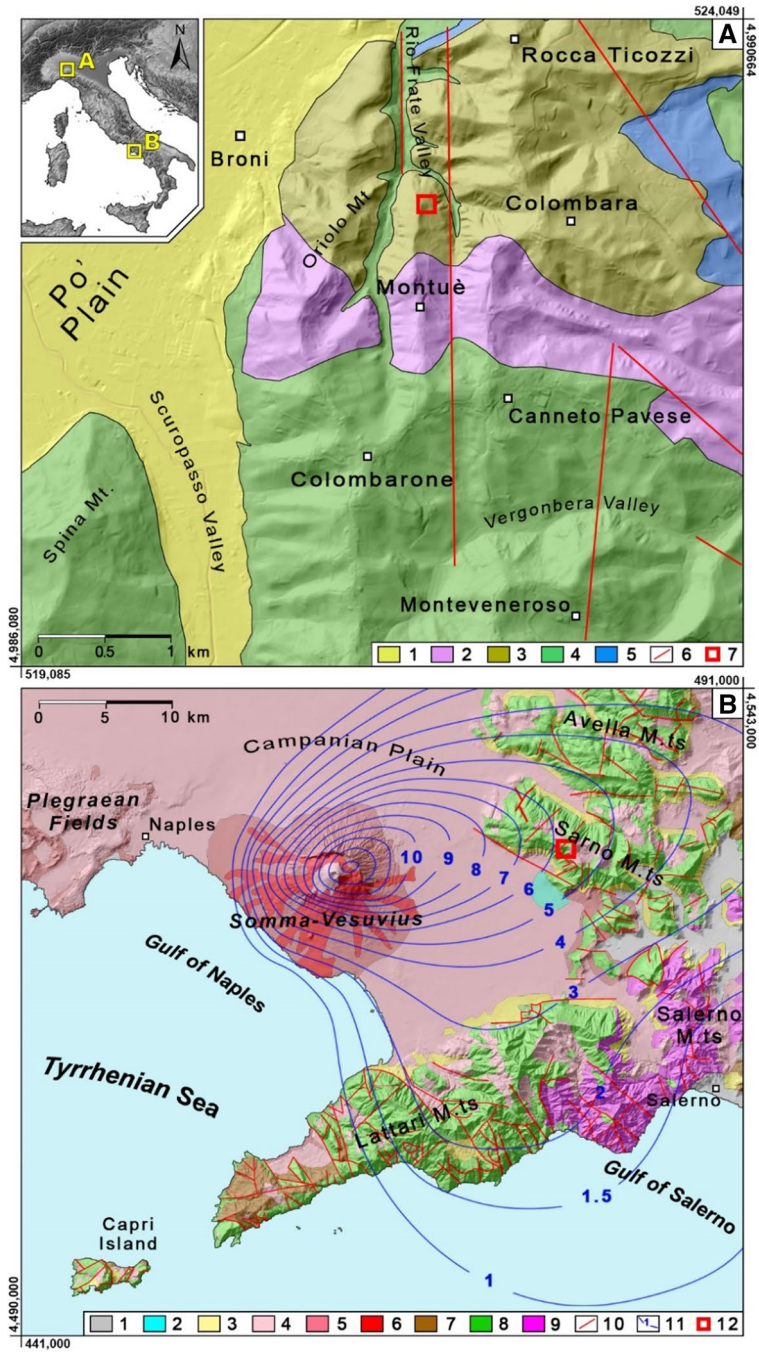 524,049
A
4,990664
N
A
B
Rio Frate Valley
Rocca Ticozzi
Broni
Oriolo Mt
Colombara
Po'
Plain
Montuè
Scuropasso Valley
Canneto Pavese
Colombarone
Spina Mt.
Vergonbera Valley
Monteveneroso
4,986,080
0 0.5 1 km
1 2 3 4 5 6 7
519,085
491,000
B
4,543,000
0 5 10 km
Avella M.ts
Campanian Plain
Plegraean
Fields
Naples
Sarno M.ts
10 9 8 7 6 5 4 3 2 1.5 1
Somma-Vesuvius
Gulf of Naples
Salerno
M.ts
Tyrrhenian Sea
Salerno
Lattari M.ts
Gulf of Salerno
Capri
Island
4,490,000
1 2 3 4 5 6 7 8 9 10 1 11 12
441,000